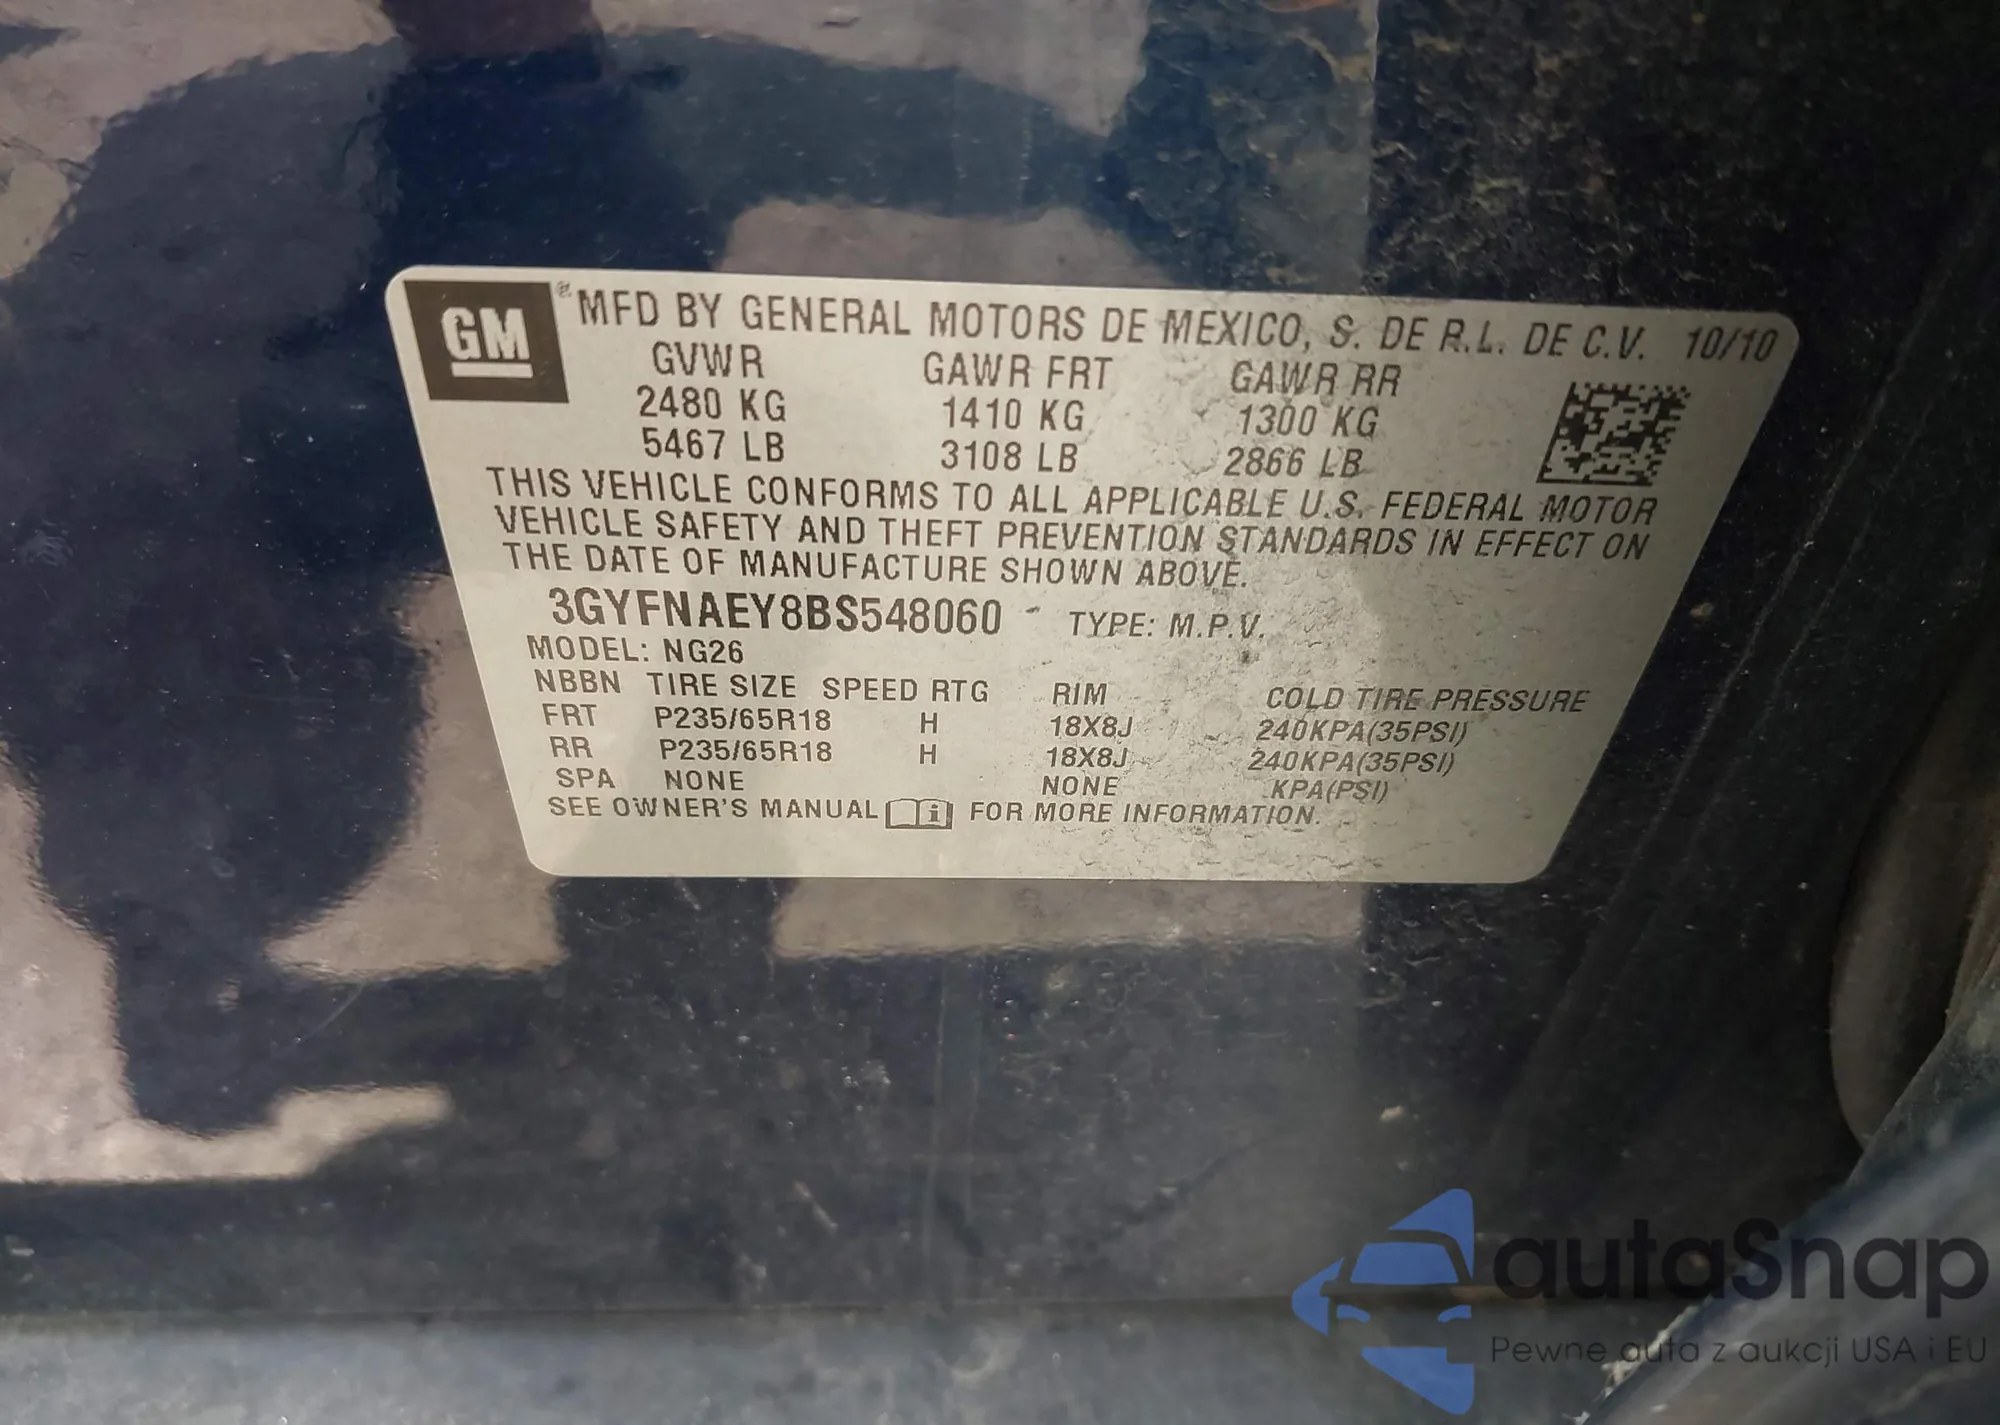 GM ® MFD BY GENERAL MOTORS DE MEXICO, S. DE R.L. DE C.V. 10/10
GVWR GAWR FRT GAWR RR
2480 KG 1410 KG 1300 KG
5467 LB 3108 LB 2866 LB
THIS VEHICLE CONFORMS TO ALL APPLICABLE U.S. FEDERAL MOTOR
VEHICLE SAFETY AND THEFT PREVENTION STANDARDS IN EFFECT ON
THE DATE OF MANUFACTURE SHOWN ABOVE.
3GYFNAEY8BS548060 TYPE: M.P.V.
MODEL: NG26
NBBN TIRE SIZE SPEED RTG RIM COLD TIRE PRESSURE
FRT P235/65R18 H 18X8J 240KPA(35PSI)
RR P235/65R18 H 18X8J 240KPA(35PSI)
SPA NONE NONE KPA(PSI)
SEE OWNER'S MANUAL i FOR MORE INFORMATION.
autaSnap
Pewne auta z aukcji USA i EU